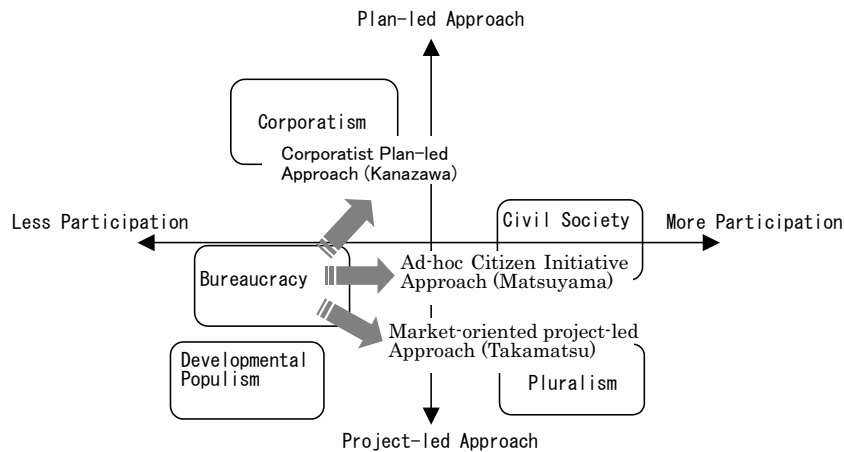 Plan-led Approach
Corporatism
Corporatist Plan-led
Approach (Kanazawa)
Less Participation
Civil Society
More Participation
Bureaucracy
Ad-hoc Citizen Initiative
Approach (Matsuyama)
Market-oriented project-led
Approach (Takamatsu)
Developmental
Populism
Pluralism
Project-led Approach